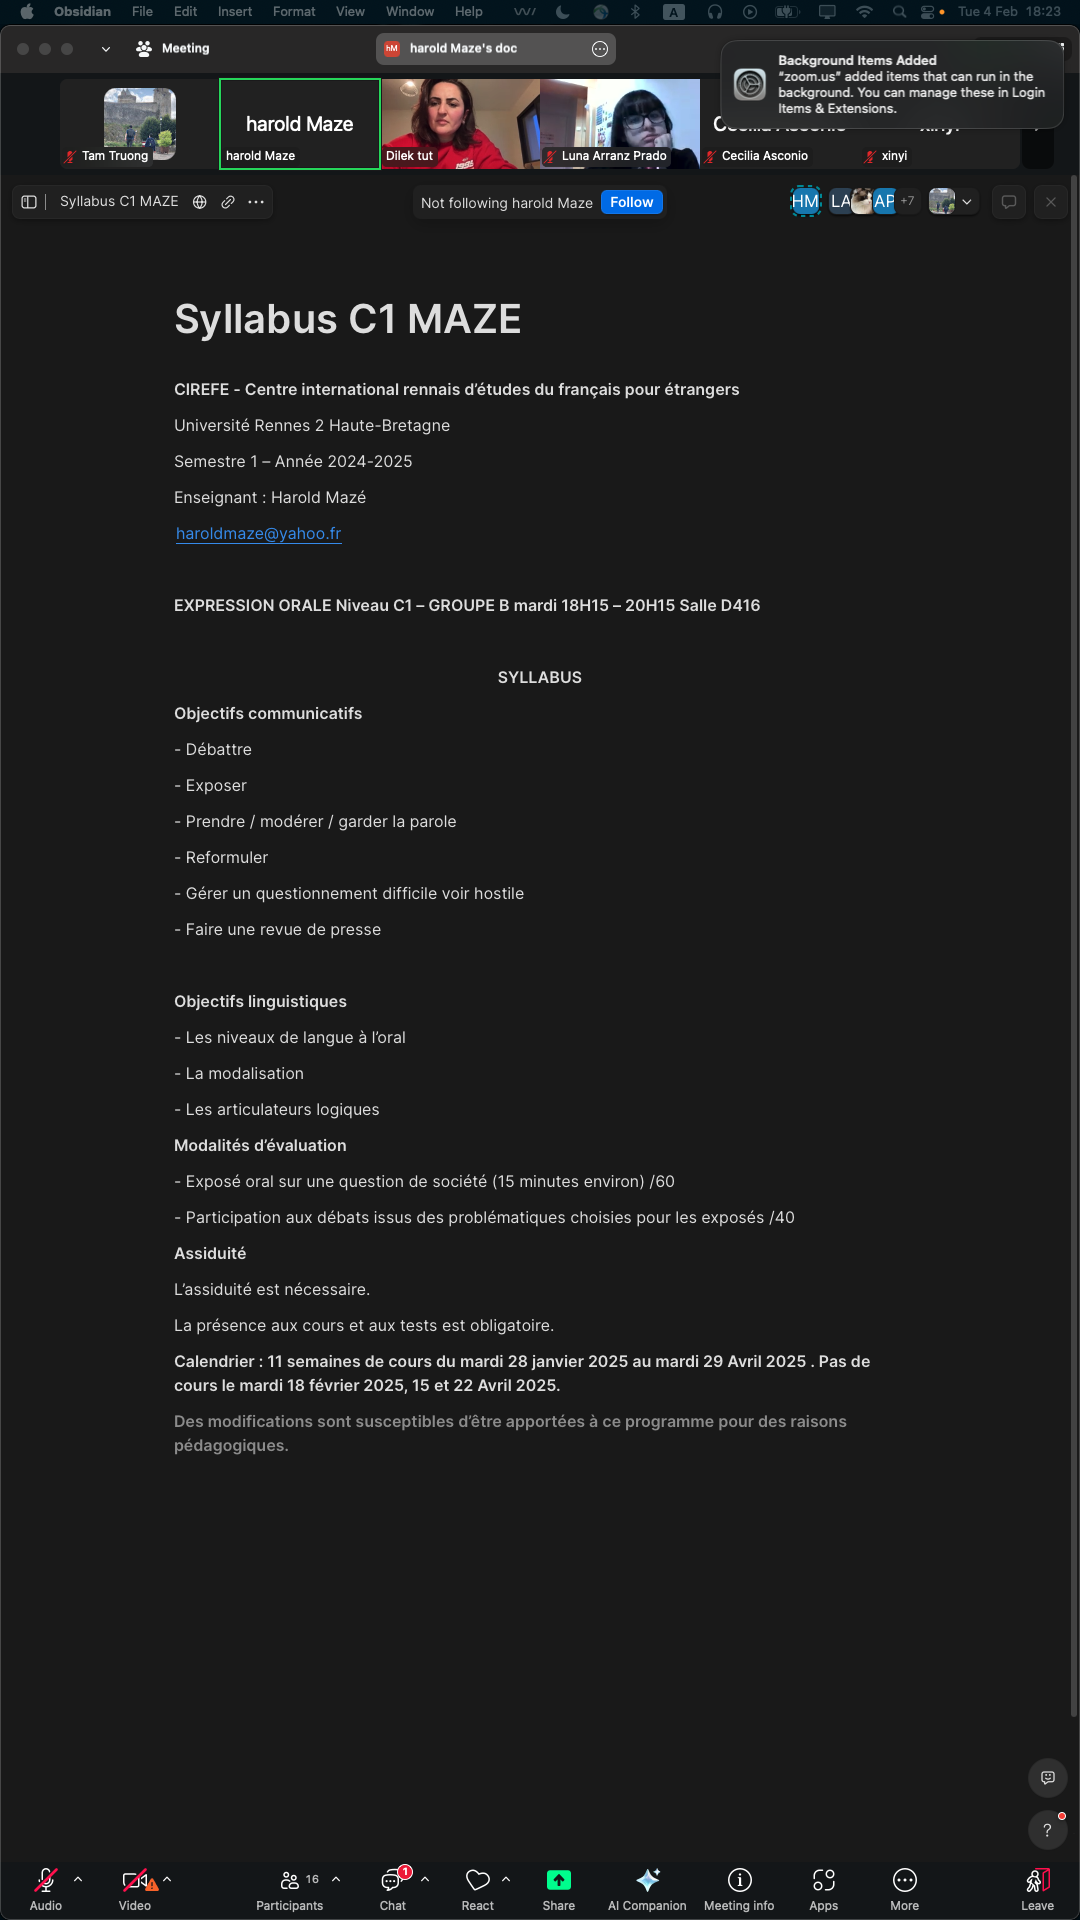 Obsidian File Edit Insert Format View Window Help A Tue 4 Feb 18:23
Meeting
hM harold Maze's doc
Background Items Added
“zoom.us” added items that can run in the
background. You can manage these in Login
Items & Extensions.
harold Maze
Tam Truong
harold Maze
Dilek tut
Luna Arranz Prado
Cecilia Asconio
xinyi
Syllabus C1 MAZE
Not following harold Maze Follow
HM LA AP +7
Syllabus C1 MAZE
CIREFE - Centre international rennais d’études du français pour étrangers
Université Rennes 2 Haute-Bretagne
Semestre 1 – Année 2024-2025
Enseignant : Harold Mazé
haroldmaze@yahoo.fr
EXPRESSION ORALE Niveau C1 – GROUPE B mardi 18H15 – 20H15 Salle D416
SYLLABUS
Objectifs communicatifs
- Débattre
- Exposer
- Prendre / modérer / garder la parole
- Reformuler
- Gérer un questionnement difficile voir hostile
- Faire une revue de presse
Objectifs linguistiques
- Les niveaux de langue à l’oral
- La modalisation
- Les articulateurs logiques
Modalités d’évaluation
- Exposé oral sur une question de société (15 minutes environ) /60
- Participation aux débats issus des problématiques choisies pour les exposés /40
Assiduité
L’assiduité est nécessaire.
La présence aux cours et aux tests est obligatoire.
Calendrier : 11 semaines de cours du mardi 28 janvier 2025 au mardi 29 Avril 2025 . Pas de
cours le mardi 18 février 2025, 15 et 22 Avril 2025.
Des modifications sont susceptibles d’être apportées à ce programme pour des raisons
pédagogiques.
?
16
1
Audio Video Participants Chat React Share AI Companion Meeting info Apps More Leave